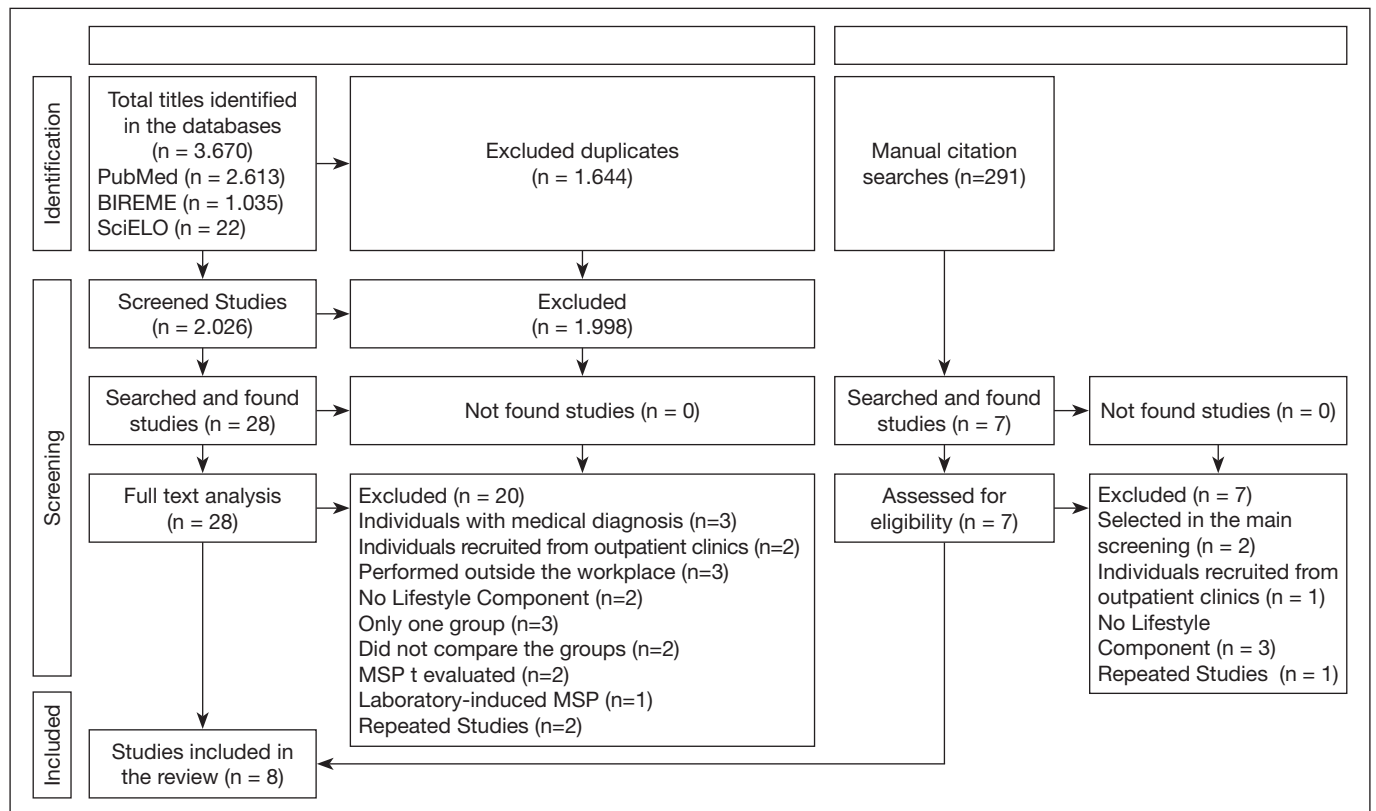 Identification
Total titles identified
in the databases
(n = 3.670)
PubMed (n = 2.613)
BIREME (n = 1.035)
SciELO (n = 22)
Excluded duplicates
(n = 1.644)
Manual citation
searches (n=291)
Screening
Screened Studies
(n = 2.026)
Excluded
(n = 1.998)
Searched and found
studies (n = 28)
Not found studies (n = 0)
Searched and found
studies (n = 7)
Not found studies (n = 0)
Full text analysis
(n = 28)
Excluded (n = 20)
Individuals with medical diagnosis (n=3)
Individuals recruited from outpatient clinics (n=2)
Performed outside the workplace (n=3)
No Lifestyle Component (n=2)
Only one group (n=3)
Did not compare the groups (n=2)
MSP t evaluated (n=2)
Laboratory-induced MSP (n=1)
Repeated Studies (n=2)
Assessed for
eligibility (n = 7)
Excluded (n = 7)
Selected in the main
screening (n = 2)
Individuals recruited from
outpatient clinics (n = 1)
No Lifestyle
Component (n = 3)
Repeated Studies (n = 1)
Included
Studies included in
the review (n = 8)